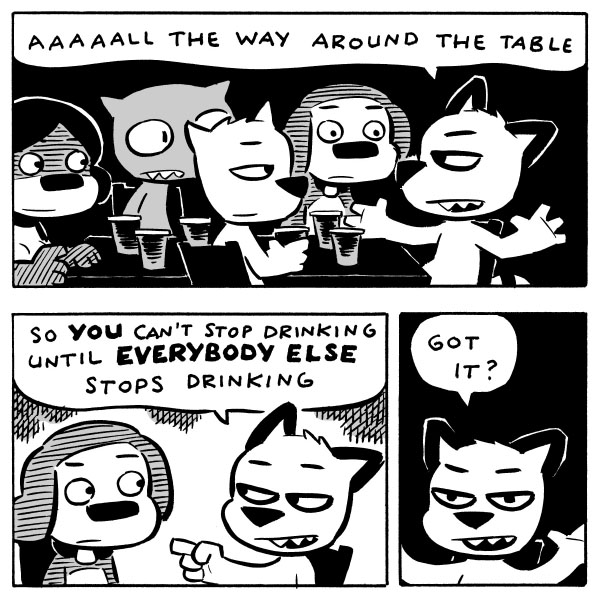 AAAAALL THE WAY AROUND THE TABLE
SO YOU CAN'T STOP DRINKING
UNTIL EVERYBODY ELSE
STOPS DRINKING
GOT
IT?